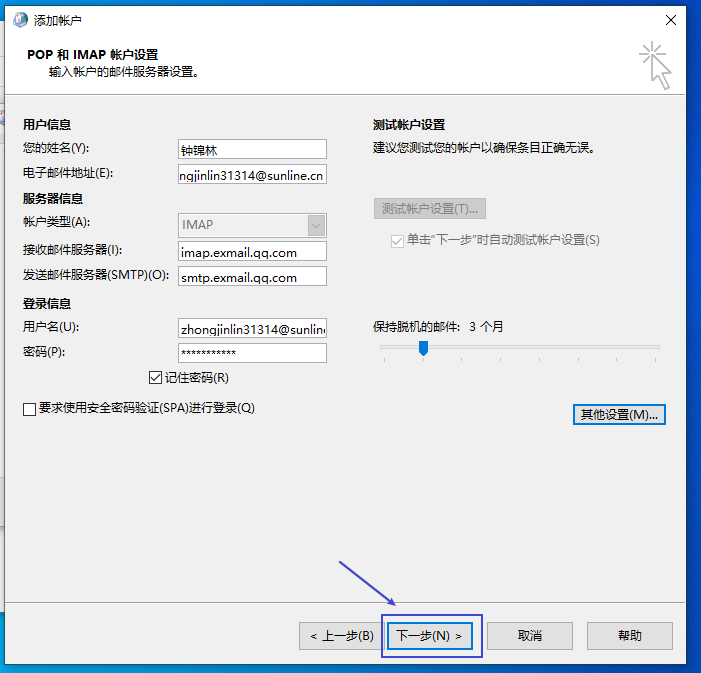 添加帐户
POP 和 IMAP 帐户设置
输入帐户的邮件服务器设置。
用户信息
您的姓名(Y):
钟锦林
电子邮件地址(E):
ngjinlin31314@sunline.cn
服务器信息
帐户类型(A):
IMAP
接收邮件服务器(I):
imap.exmail.qq.com
发送邮件服务器(SMTP)(O):
smtp.exmail.qq.com
登录信息
用户名(U):
zhongjinlin31314@sunline
密码(P):
***********
记住密码(R)
要求使用安全密码验证(SPA)进行登录(Q)
测试帐户设置
建议您测试您的帐户以确保条目正确无误。
测试帐户设置(T)...
单击“下一步”时自动测试帐户设置(S)
保持脱机的邮件: 3 个月
其他设置(M)...
< 上一步(B)
下一步(N) >
取消
帮助